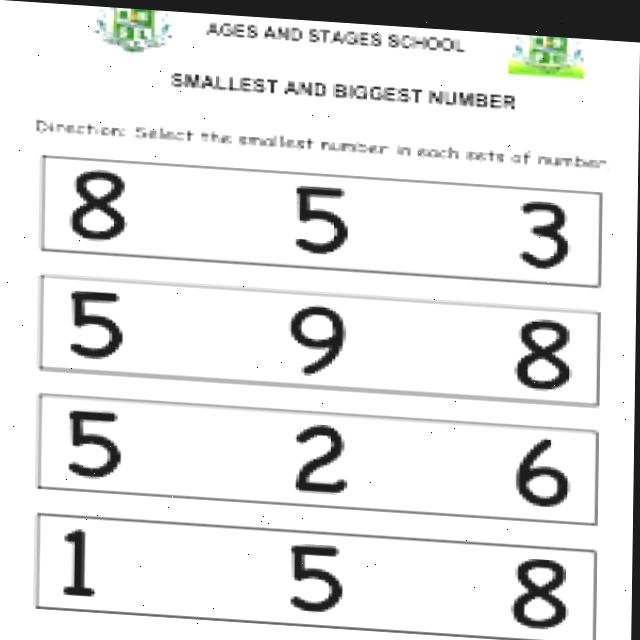 AGES AND STAGES SCHOOL
SMALLEST AND BIGGEST NUMBER
Direction: Select the smallest number in each sets of number.
8 5 3
5 9 8
5 2 6
1 5 8